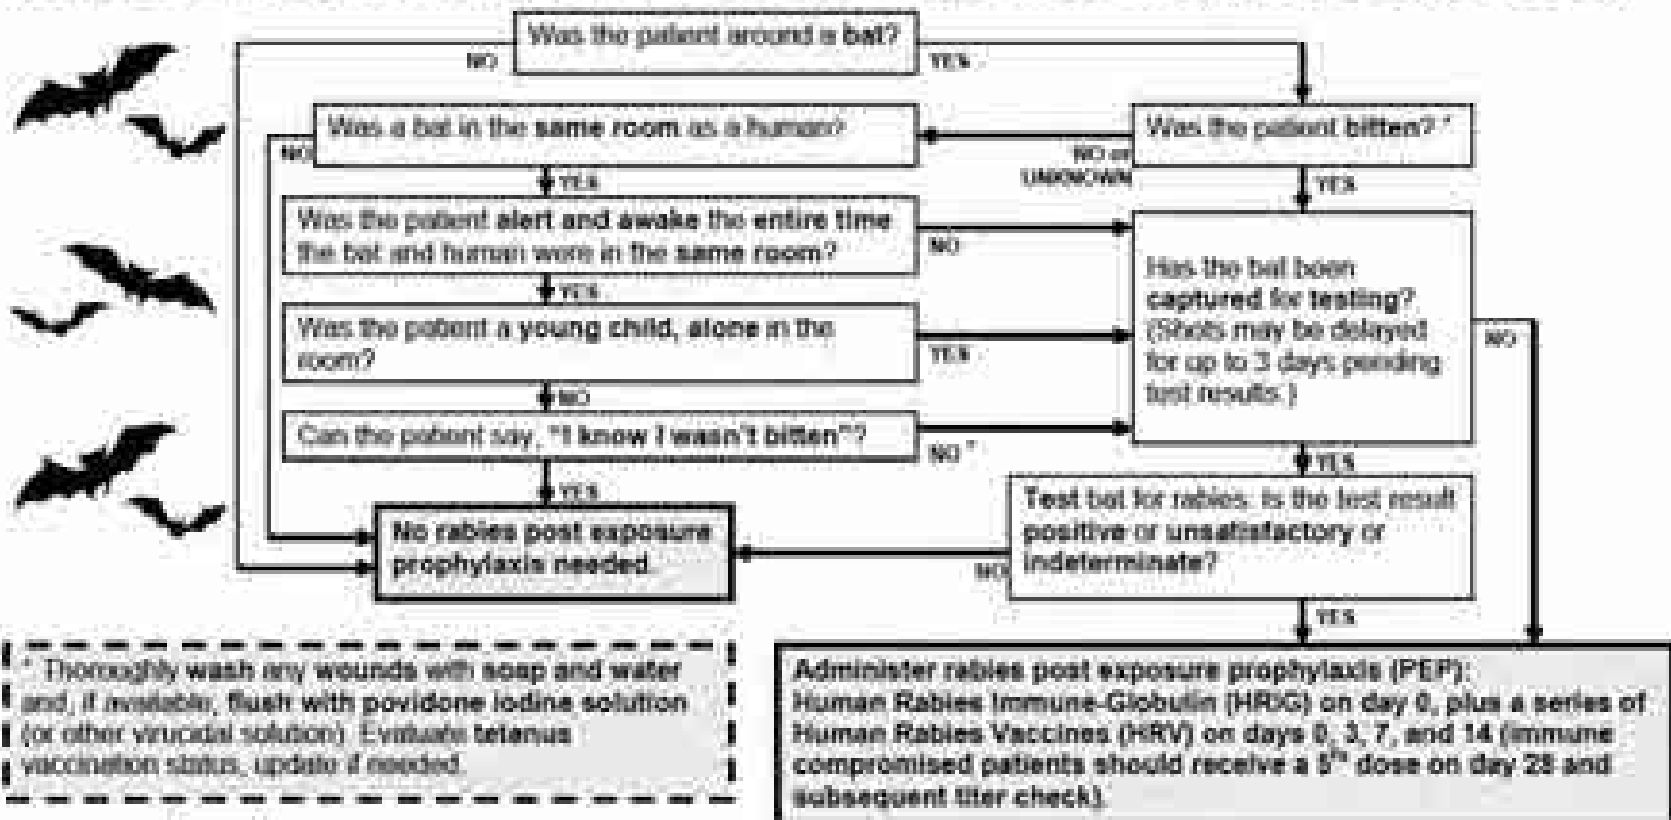 Was the patient around a bat?
NO
YES
Was a bat in the same room as a human?
Was the patient bitten? *
NO
NO or
UNKNOWN
YES
YES
Was the patient alert and awake the entire time
the bat and human were in the same room?
NO
YES
Has the bat been
captured for testing?
(Shots may be delayed
for up to 3 days pending
test results.)
NO
Was the patient a young child, alone in the
room?
YES
NO
Can the patient say, "I know I wasn't bitten"?
NO *
YES
YES
Test bat for rabies. Is the test result
positive or unsatisfactory or
indeterminate?
NO
YES
No rabies post exposure
prophylaxis needed.
* Thoroughly wash any wounds with soap and water
and, if available, flush with povidone iodine solution
(or other virucidal solution). Evaluate tetanus
vaccination status, update if needed.
Administer rabies post exposure prophylaxis (PEP):
Human Rabies Immune-Globulin (HRIG) on day 0, plus a series of
Human Rabies Vaccines (HRV) on days 0, 3, 7, and 14 (immune
compromised patients should receive a 5th dose on day 28 and
subsequent titer check).